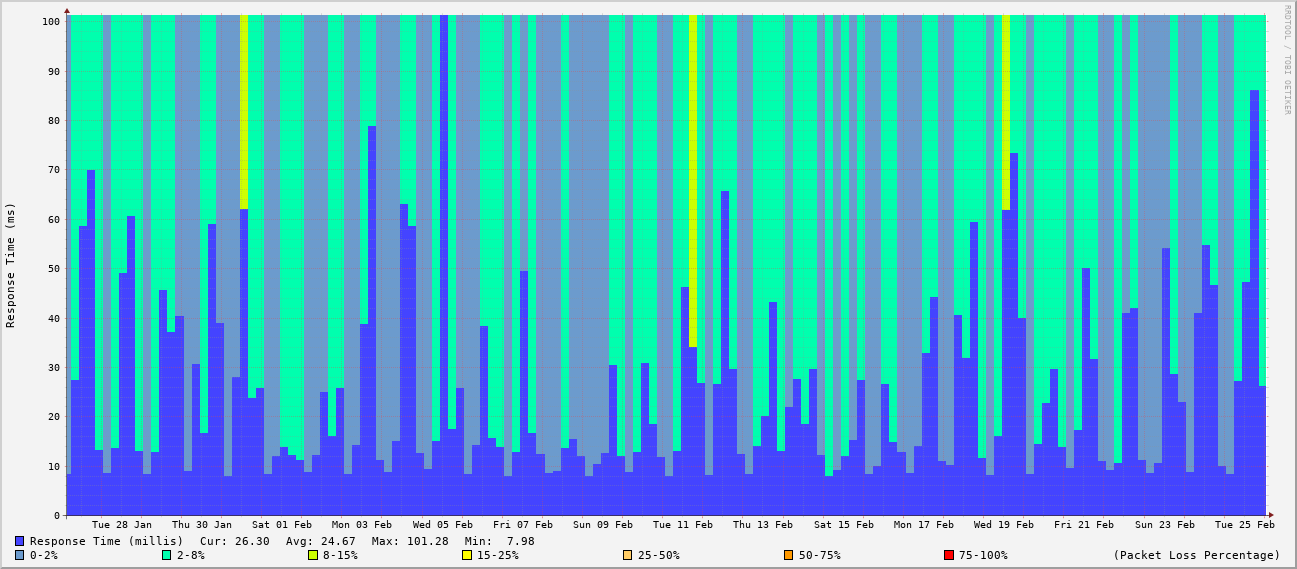 RRDTOOL / TOBI OETIKER
Response Time (ms)
100
90
80
70
60
50
40
30
20
10
0
Tue 28 Jan Thu 30 Jan Sat 01 Feb Mon 03 Feb Wed 05 Feb Fri 07 Feb Sun 09 Feb Tue 11 Feb Thu 13 Feb Sat 15 Feb Mon 17 Feb Wed 19 Feb Fri 21 Feb Sun 23 Feb Tue 25 Feb
Response Time (millis) Cur: 26.30 Avg: 24.67 Max: 101.28 Min: 7.98
0-2% 2-8% 8-15% 15-25% 25-50% 50-75% 75-100% (Packet Loss Percentage)